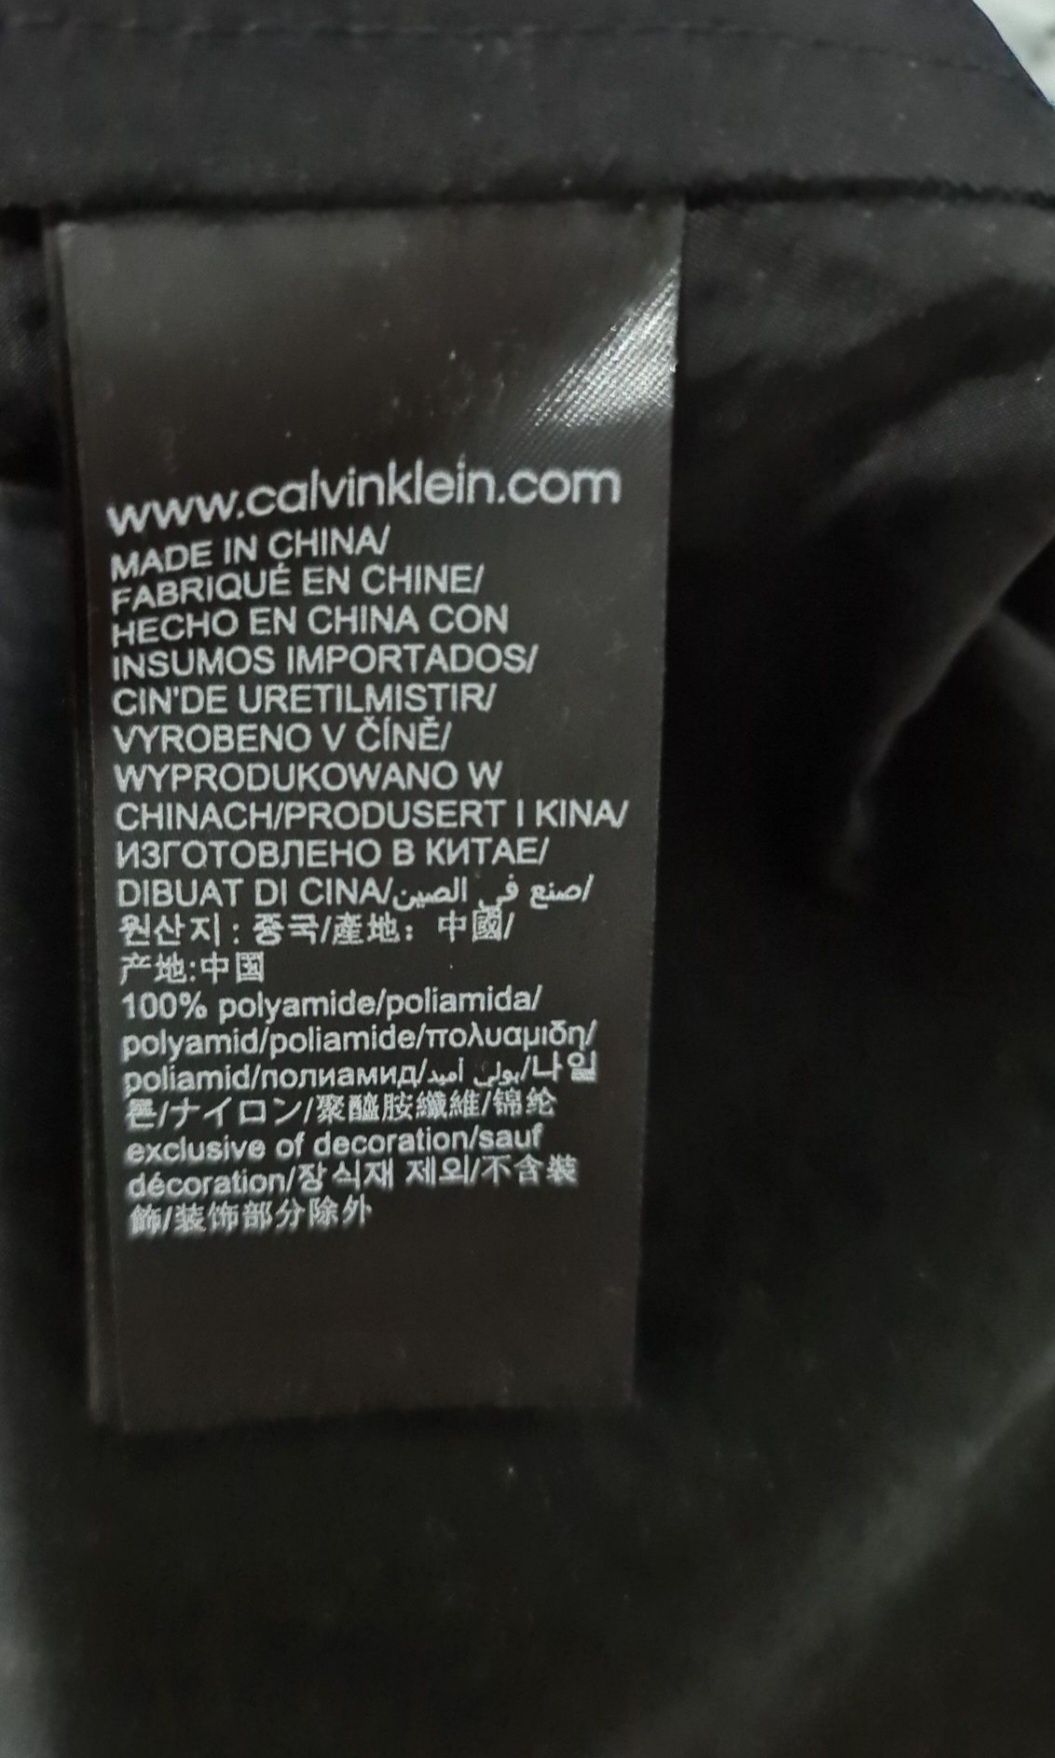 www.calvinklein.com
MADE IN CHINA/
FABRIQUÉ EN CHINE/
HECHO EN CHINA CON
INSUMOS IMPORTADOS/
CIN'DE URETILMISTIR/
VYROBENO V ČÍNĚ/
WYPRODUKOWANO W
CHINACH/PRODUSERT I KINA/
ИЗГОТОВЛЕНО В КИТАЕ/
DIBUAT DI CINA/صنع في الصين/
원산지 : 중국/產地：中國/
产地:中国
100% polyamide/poliamida/
polyamid/poliamide/πολυαμιδη/
poliamid/полиамид/بولي أميد/나일
론/ナイロン/聚醯胺纖維/锦纶
exclusive of decoration/sauf
décoration/장식재 제외/不含裝
飾/装饰部分除外